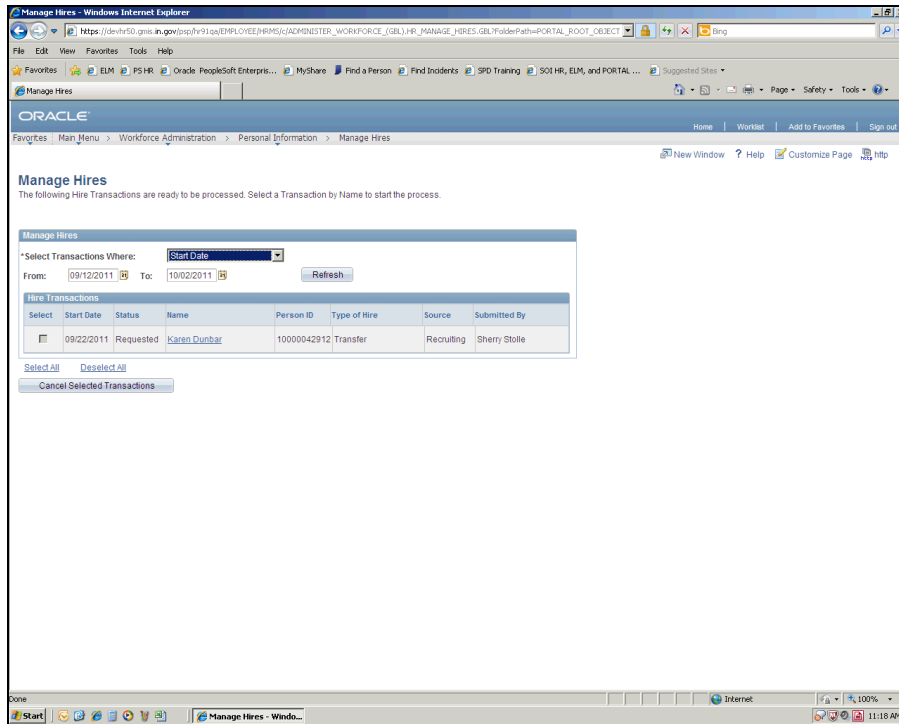 Manage Hires - Windows Internet Explorer
https://devhr50.gmis.in.gov/psp/hr91qa/EMPLOYEE/HRMS/c/ADMINISTER_WORKFORCE_(GBL).HR_MANAGE_HIRES.GBL?FolderPath=PORTAL_ROOT_OBJECT Bing
File Edit View Favorites Tools Help
Favorites ELM PS HR Oracle PeopleSoft Enterpris... MyShare Find a Person Find Incidents SPD Training SOI HR, ELM, and PORTAL ... Suggested Sites
Manage Hires Page Safety Tools
ORACLE
Home | Worklist | Add to Favorites | Sign out
Favorites Main Menu > Workforce Administration > Personal Information > Manage Hires
New Window ? Help Customize Page http
Manage Hires
The following Hire Transactions are ready to be processed. Select a Transaction by Name to start the process.
Manage Hires
*Select Transactions Where: Start Date
From: 09/12/2011 To: 10/02/2011 Refresh
Hire Transactions
Select Start Date Status Name Person ID Type of Hire Source Submitted By
09/22/2011 Requested Karen Dunbar 10000042912 Transfer Recruiting Sherry Stolle
Select All Deselect All
Cancel Selected Transactions
Done Internet 100%
Start Manage Hires - Windo... 11:18 AM